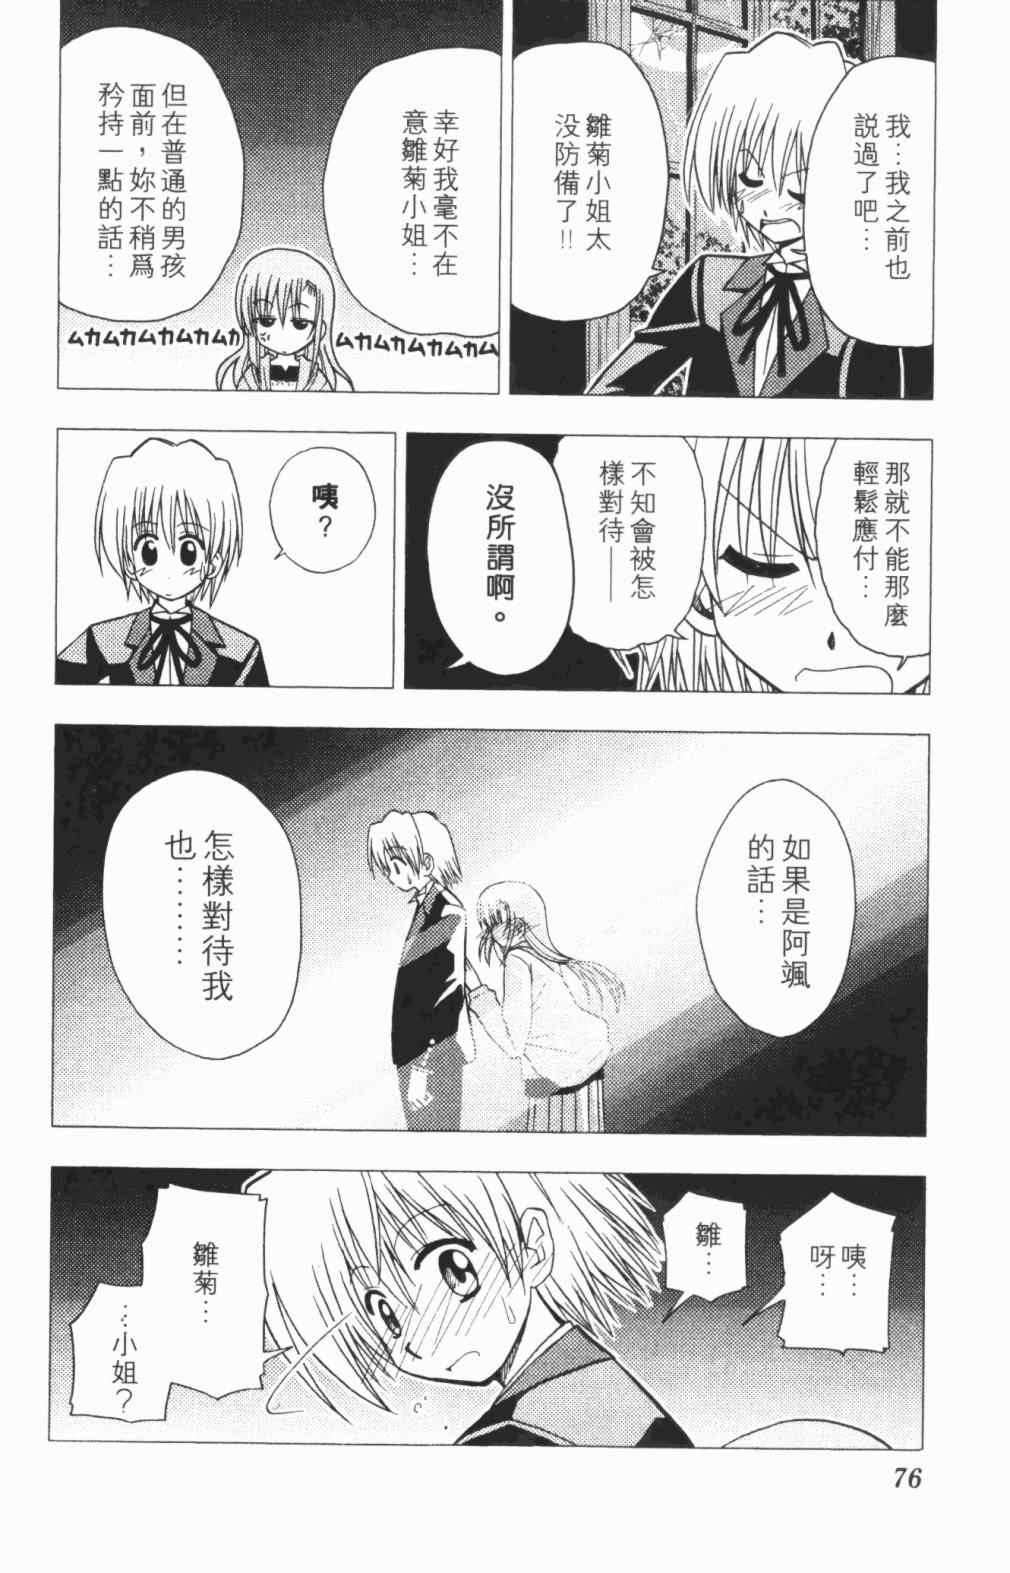 我…我之前也
説過了吧…
雛菊小姐太
没防備了!!
幸好我毫不在
意雛菊小姐…
但在普通的男孩
面前，妳不稍爲
矜持一點的話…
ムカムカムカムカムカ
ムカムカムカムカム
那就不能那麼
輕鬆應付…
不知會被怎
樣對待——
沒所謂啊。
咦？
如果是阿颯
的話…
怎樣對待我
也………
咦…
呀…
雛…
雛菊…
…小姐？
76